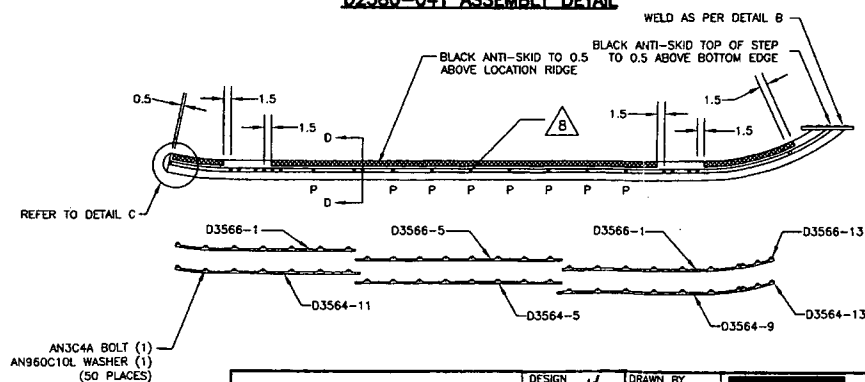 D2580-041 ASSEMBLY DETAIL
WELD AS PER DETAIL B
BLACK ANTI-SKID TO 0.5
ABOVE LOCATION RIDGE
BLACK ANTI-SKID TOP OF STEP
TO 0.5 ABOVE BOTTOM EDGE
0.5
1.5
1.5
1.5
1.5
1.5
D
D
8
P P P P P P P P P
REFER TO DETAIL C
D3566-1
D3566-5
D3566-1
D3566-13
D3564-11
D3564-5
D3564-9
D3564-13
AN3C4A BOLT (1)
AN960C10L WASHER (1)
(50 PLACES)
DESIGN
DRAWN BY